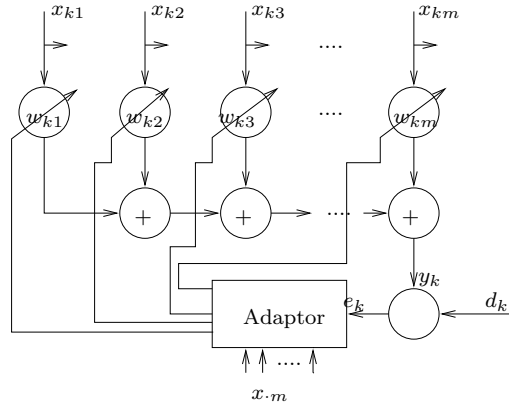 x_{k1} x_{k2} x_{k3} .... x_{km}
w_{k1} w_{k2} w_{k3} .... w_{km}
+ + .... +
y_k
e_k d_k
Adaptor
....
x_{·m}